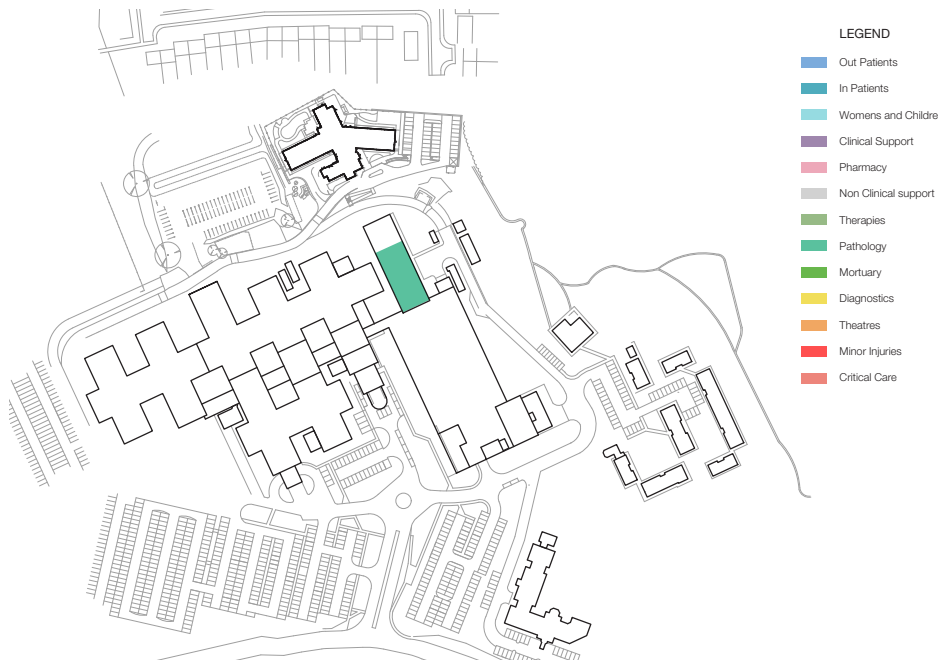 LEGEND
Out Patients
In Patients
Womens and Childre
Clinical Support
Pharmacy
Non Clinical support
Therapies
Pathology
Mortuary
Diagnostics
Theatres
Minor Injuries
Critical Care